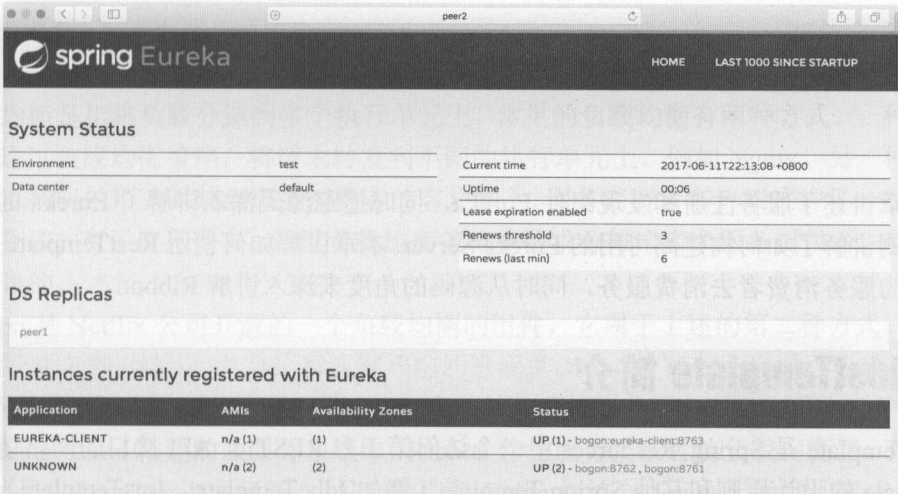 peer2
spring Eureka
HOME LAST 1000 SINCE STARTUP
System Status
Environment test
Data center default
Current time 2017-06-11T22:13:08 +0800
Uptime 00:06
Lease expiration enabled true
Renews threshold 3
Renews (last min) 6
DS Replicas
peer1
Instances currently registered with Eureka
Application AMIs Availability Zones Status
EUREKA-CLIENT n/a (1) (1) UP (1) - bogon:eureka-client:8763
UNKNOWN n/a (2) (2) UP (2) - bogon:8762 , bogon:8761